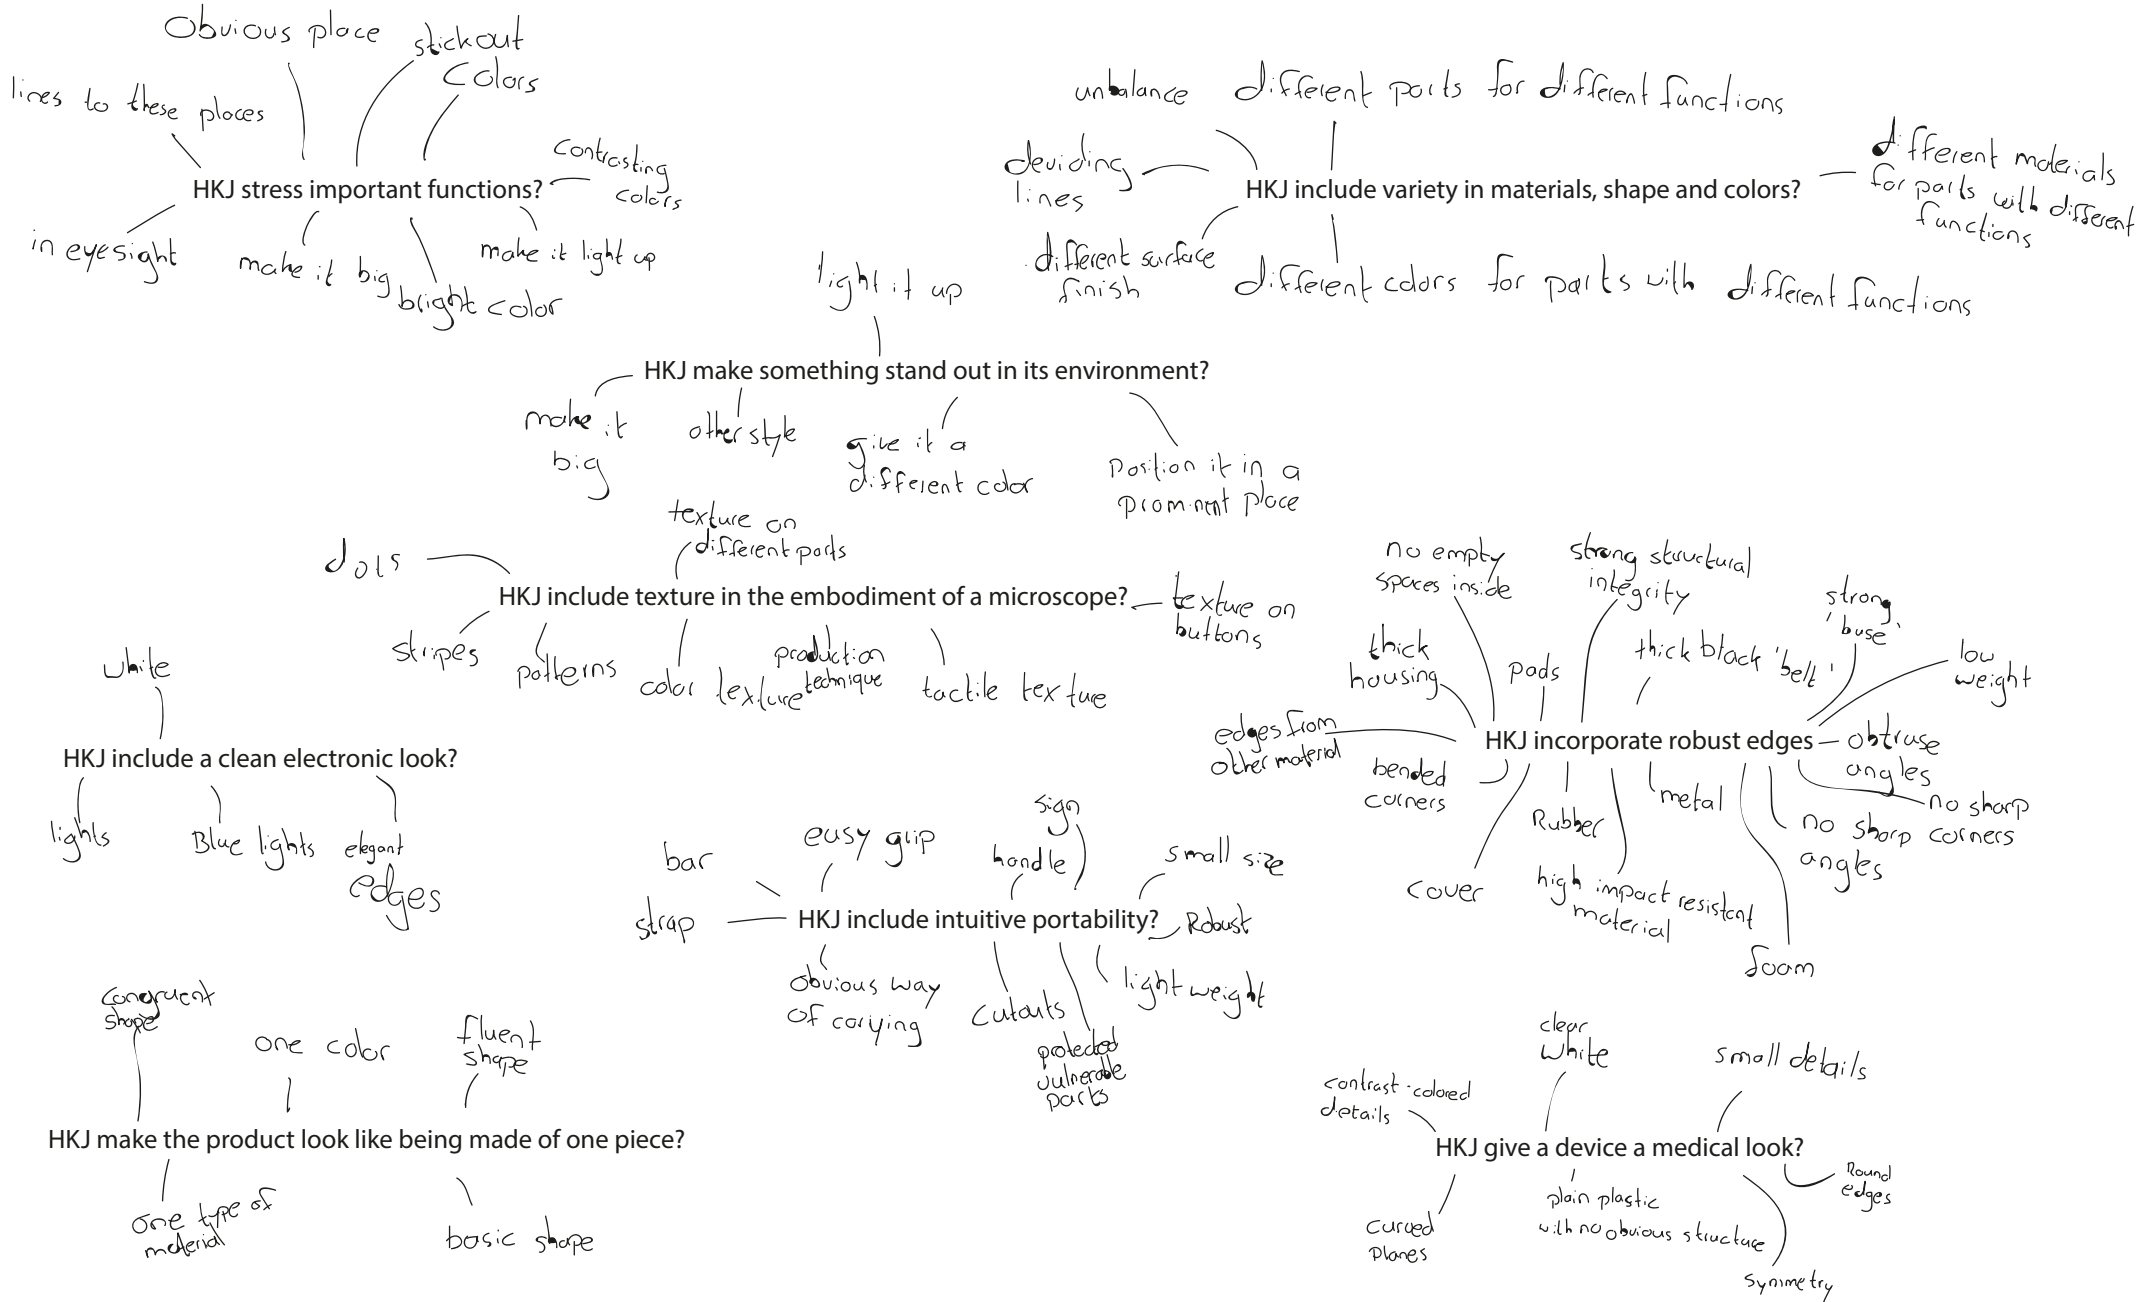 Obvious place
stickout
colors
lines to these places
contrasting
colors
HKJ stress important functions?
in eyesight
make it big
bright color
make it light up
unbalance
different parts for different functions
deviding
lines
different materials
for parts with different
functions
HKJ include variety in materials, shape and colors?
different surface
finish
different colors for parts with different functions
light it up
HKJ make something stand out in its environment?
make it
big
other style
give it a
different color
Position it in a
prominent place
texture on
different parts
dots
HKJ include texture in the embodiment of a microscope?
texture on
buttons
stripes
patterns
color texture
production
technique
tactile texture
no empty
spaces inside
strong structural
integrity
strong
'base'
thick
housing
pads
thick black 'belt'
low
weight
edges from
other material
HKJ incorporate robust edges
obtruse
angles
bended
corners
Rubber
metal
no sharp
corners
no sharp
angles
cover
high impact resistant
material
foam
white
HKJ include a clean electronic look?
lights
Blue lights
elegant
edges
sign
bar
easy grip
handle
small size
strap
HKJ include intuitive portability?
Robust
obvious way
of carying
cutouts
light weight
protected
vulnerable
parts
congruent
shape
one color
fluent
shape
HKJ make the product look like being made of one piece?
one type of
material
basic shape
clear
white
small details
contrast-colored
details
HKJ give a device a medical look?
Round
edges
curved
planes
plain plastic
with no obvious structure
symmetry